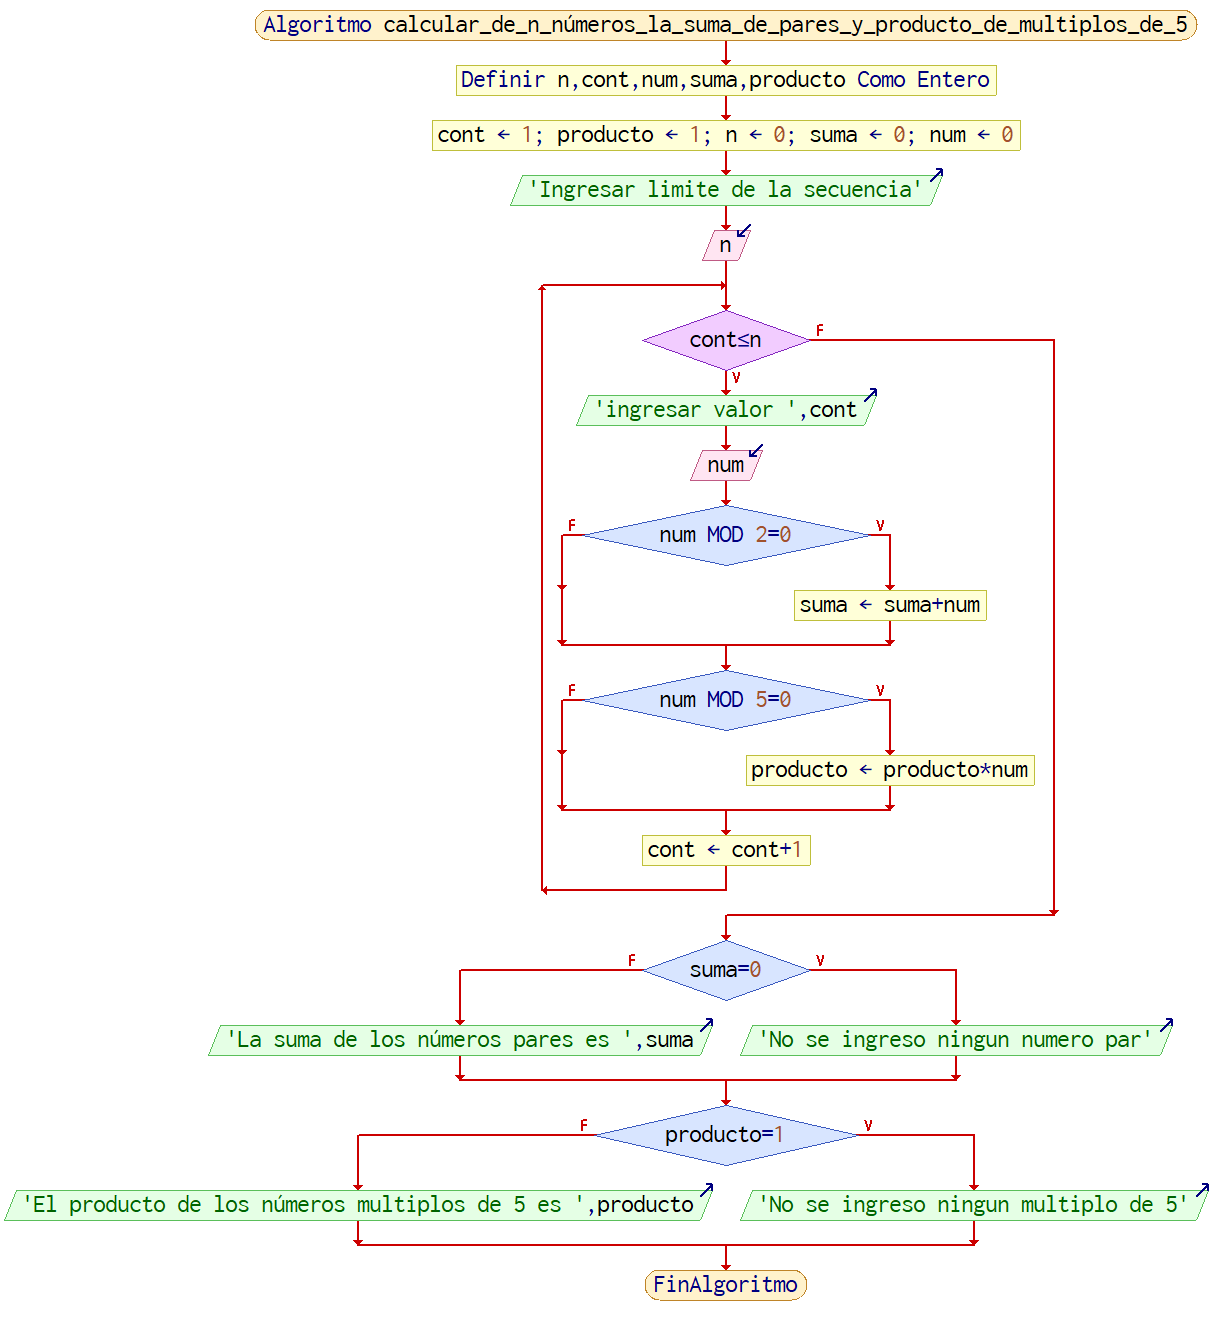 Algoritmo calcular_de_n_números_la_suma_de_pares_y_producto_de_multiplos_de_5
Definir n,cont,num,suma,producto Como Entero
cont ← 1; producto ← 1; n ← 0; suma ← 0; num ← 0
'Ingresar limite de la secuencia'
n
cont≤n
F
V
'ingresar valor ',cont
num
F
num MOD 2=0
V
suma ← suma+num
F
num MOD 5=0
V
producto ← producto*num
cont ← cont+1
F
suma=0
V
'La suma de los números pares es ',suma
'No se ingreso ningun numero par'
F
producto=1
V
'El producto de los números multiplos de 5 es ',producto
'No se ingreso ningun multiplo de 5'
FinAlgoritmo